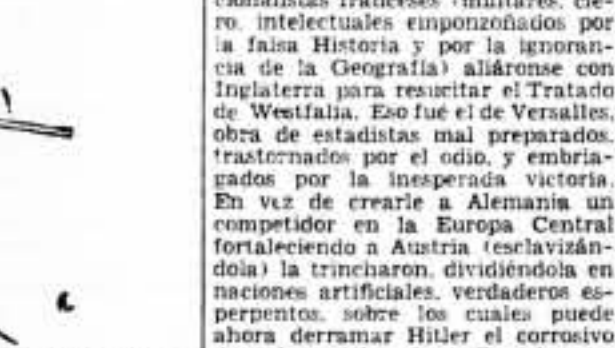 cionalistas franceses (militares, cle-
ro, intelectuales emponzoñados por
la falsa Historia y por la ignoran-
cia de la Geografía) aliáronse con
Inglaterra para resucitar el Tratado
de Westfalia. Eso fué el de Versalles,
obra de estadistas mal preparados,
trastornados por el odio, y embria-
gados por la inesperada victoria.
En vez de crearle a Alemania un
competidor en la Europa Central
fortaleciendo a Austria (esclavizán-
dola) la trincharon, dividiéndola en
naciones artificiales, verdaderos es-
perpentos, sobre los cuales puede
ahora derramar Hitler el corrosivo